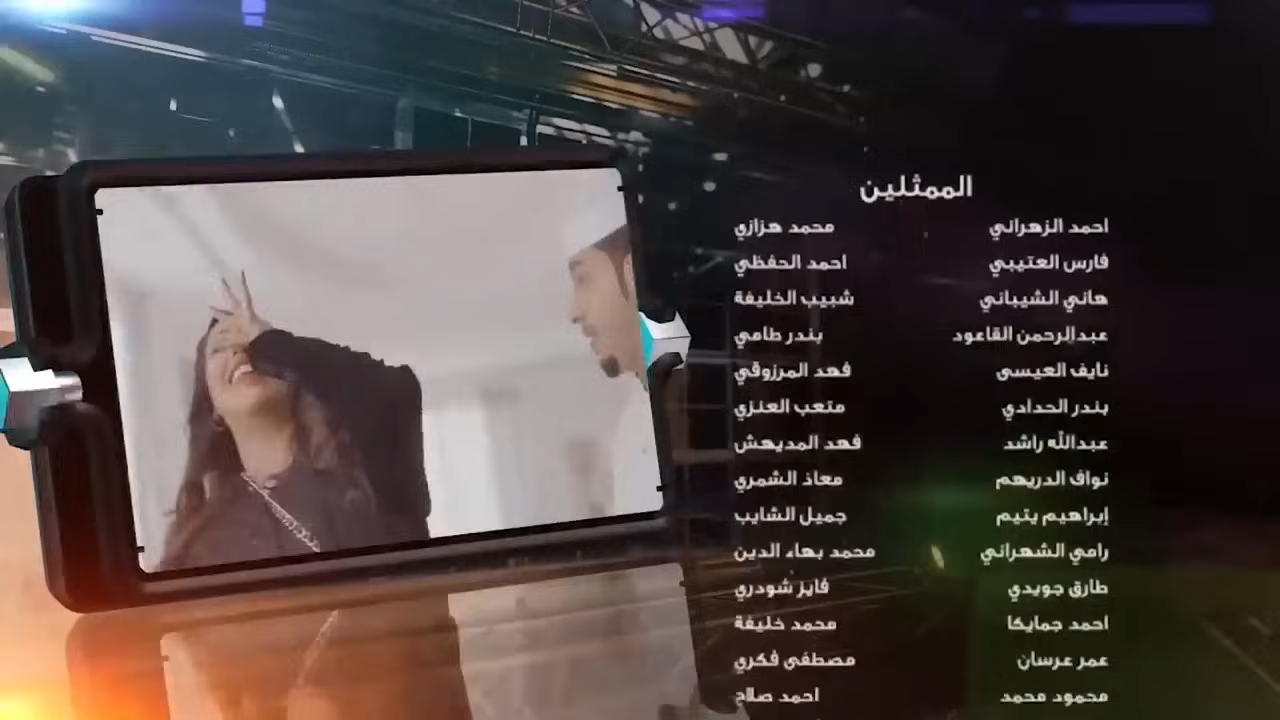 الممثلين
احمد الزهراني محمد هزازي
فارس العتيبي احمد الحفظي
هاني الشيباني شبيب الخليفة
عبدالرحمن القاعود بندر طامي
نايف العيسى فهد المرزوقي
بندر الحدادي متعب العنزي
عبدالله راشد فهد المديهش
نواف الدريهم معاذ الشمري
إبراهيم يتيم جميل الشايب
رامي الشهراني محمد بهاء الدين
طارق جويدي فايز شودري
احمد جمايكا محمد خليفة
عمر عرسان مصطفى فكري
محمود محمد احمد صلاح